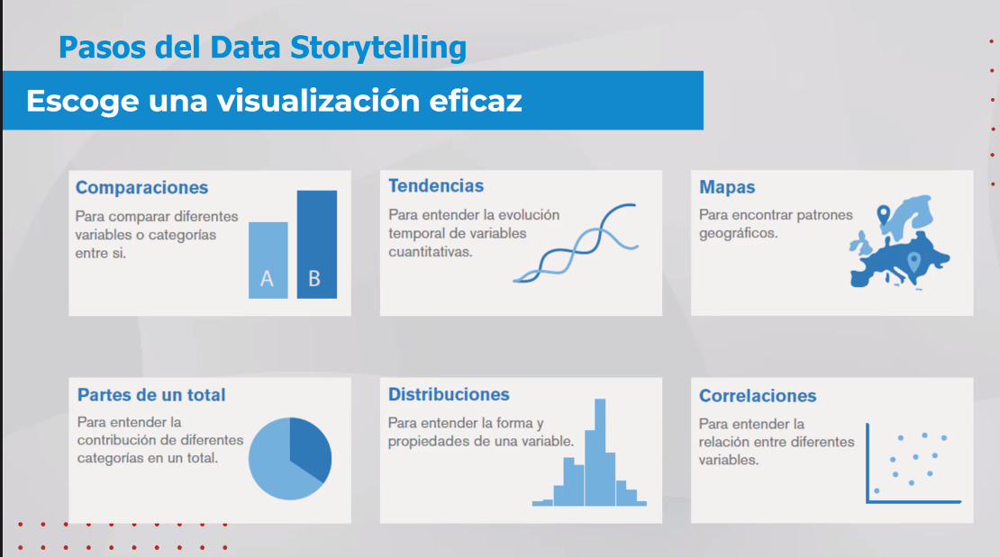 Pasos del Data Storytelling
Escoge una visualización eficaz
Comparaciones
Para comparar diferentes
variables o categorías
entre si.
A
B
Tendencias
Para entender la evolución
temporal de variables
cuantitativas.
Mapas
Para encontrar patrones
geográficos.
Partes de un total
Para entender la
contribución de diferentes
categorías en un total.
Distribuciones
Para entender la forma y
propiedades de una variable.
Correlaciones
Para entender la
relación entre diferentes
variables.